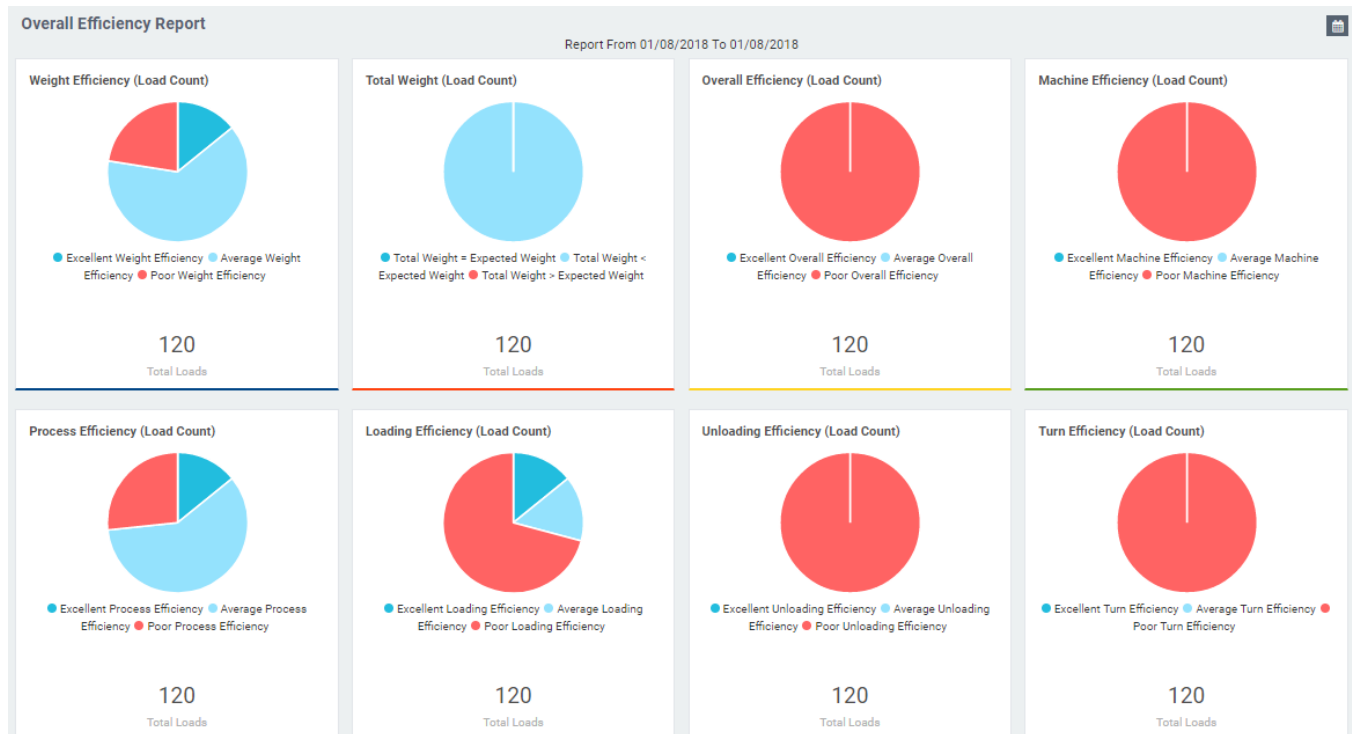 Overall Efficiency Report
Report From 01/08/2018 To 01/08/2018
Weight Efficiency (Load Count)
Excellent Weight Efficiency Average Weight
Efficiency Poor Weight Efficiency
120
Total Loads
Total Weight (Load Count)
Total Weight = Expected Weight Total Weight <
Expected Weight Total Weight > Expected Weight
120
Total Loads
Overall Efficiency (Load Count)
Excellent Overall Efficiency Average Overall
Efficiency Poor Overall Efficiency
120
Total Loads
Machine Efficiency (Load Count)
Excellent Machine Efficiency Average Machine
Efficiency Poor Machine Efficiency
120
Total Loads
Process Efficiency (Load Count)
Excellent Process Efficiency Average Process
Efficiency Poor Process Efficiency
120
Total Loads
Loading Efficiency (Load Count)
Excellent Loading Efficiency Average Loading
Efficiency Poor Loading Efficiency
120
Total Loads
Unloading Efficiency (Load Count)
Excellent Unloading Efficiency Average Unloading
Efficiency Poor Unloading Efficiency
120
Total Loads
Turn Efficiency (Load Count)
Excellent Turn Efficiency Average Turn Efficiency
Poor Turn Efficiency
120
Total Loads